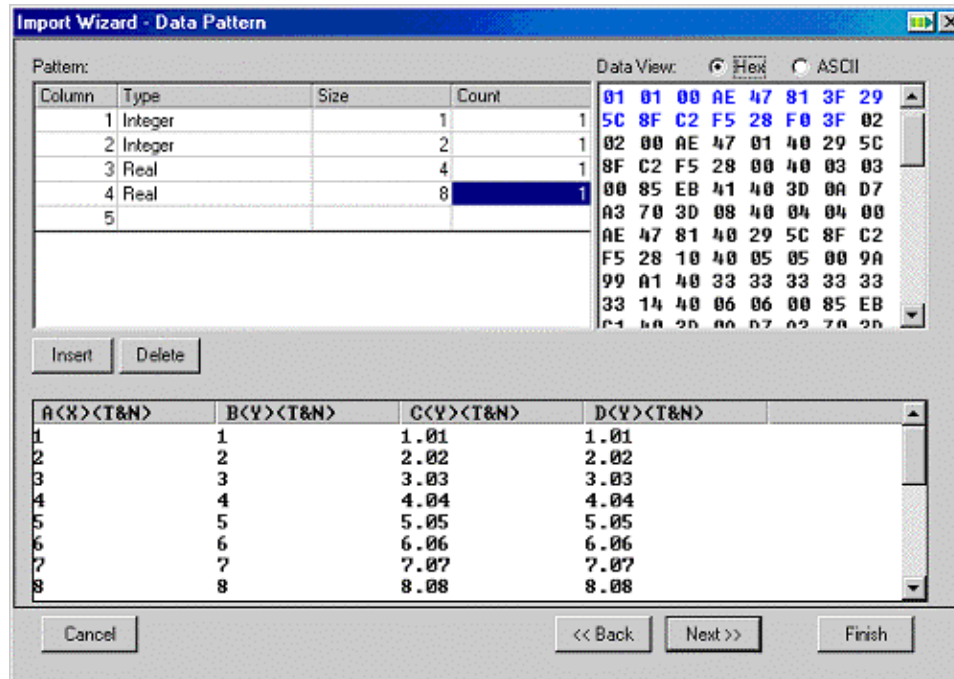 Import Wizard - Data Pattern
Pattern:
Data View: Hex ASCII
Column Type Size Count
1 Integer 1 1
2 Integer 2 1
3 Real 4 1
4 Real 8 1
5
01 01 00 AE 47 81 3F 29
5C 8F C2 F5 28 F0 3F 02
02 00 AE 47 01 40 29 5C
8F C2 F5 28 00 40 03 03
00 85 EB 41 40 3D 0A D7
A3 70 3D 08 40 04 04 00
AE 47 81 40 29 5C 8F C2
F5 28 10 40 05 05 00 9A
99 A1 40 33 33 33 33 33
33 14 40 06 06 00 85 EB
C1 40 3D 0A D7 A3 70 3D
Insert Delete
A(X)(T&N) B(Y)(T&N) C(Y)(T&N) D(Y)(T&N)
1 1 1.01 1.01
2 2 2.02 2.02
3 3 3.03 3.03
4 4 4.04 4.04
5 5 5.05 5.05
6 6 6.06 6.06
7 7 7.07 7.07
8 8 8.08 8.08
Cancel << Back Next >> Finish